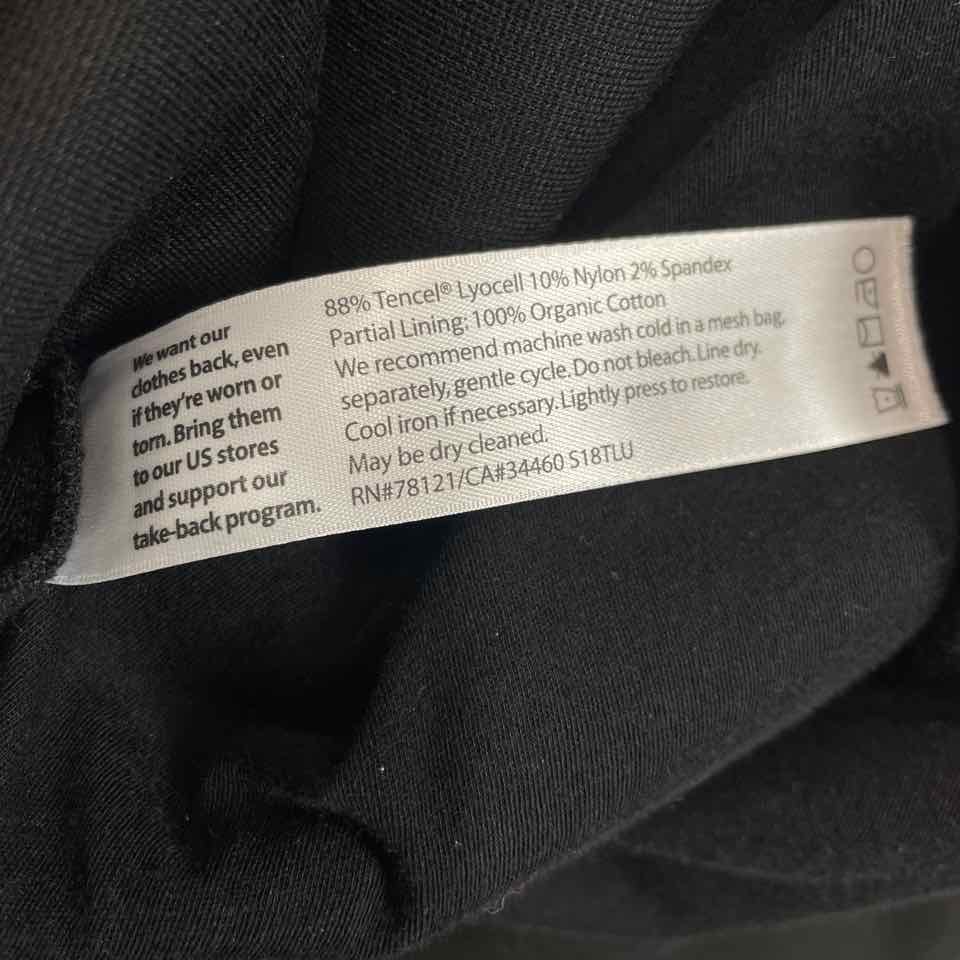 We want our
clothes back, even
if they're worn or
torn. Bring them
to our US stores
and support our
take-back program.
88% Tencel® Lyocell 10% Nylon 2% Spandex
Partial Lining: 100% Organic Cotton
We recommend machine wash cold in a mesh bag,
separately, gentle cycle. Do not bleach. Line dry.
Cool iron if necessary. Lightly press to restore.
May be dry cleaned.
RN#78121/CA#34460 S18TLU